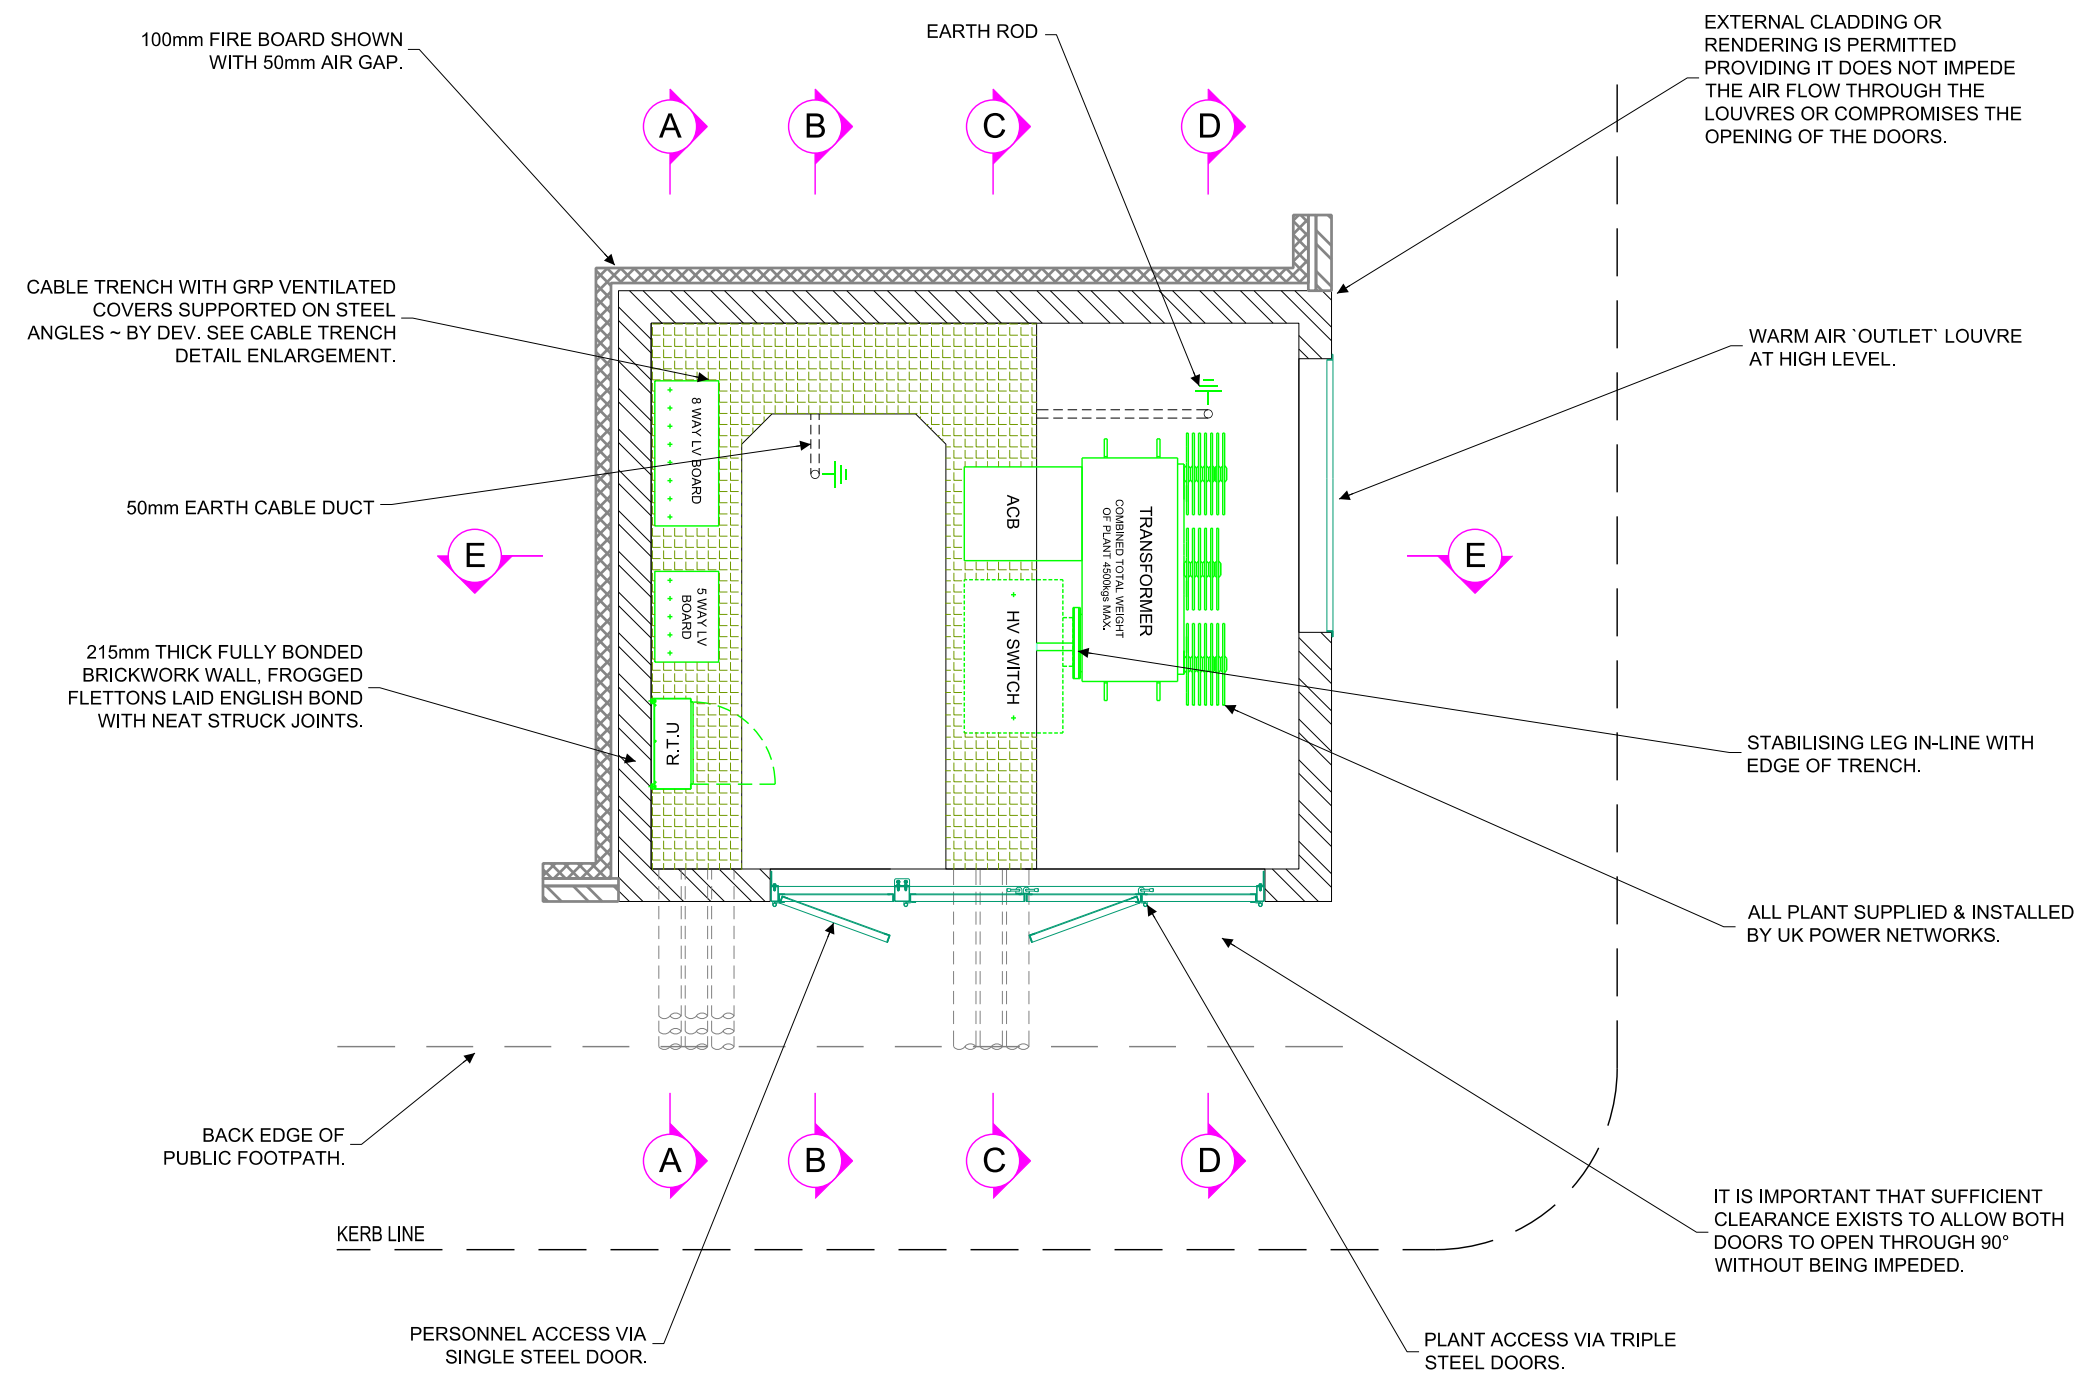 100mm FIRE BOARD SHOWN
WITH 50mm AIR GAP.
EARTH ROD
EXTERNAL CLADDING OR
RENDERING IS PERMITTED
PROVIDING IT DOES NOT IMPEDE
THE AIR FLOW THROUGH THE
LOUVRES OR COMPROMISES THE
OPENING OF THE DOORS.
A
B
C
D
CABLE TRENCH WITH GRP VENTILATED
COVERS SUPPORTED ON STEEL
ANGLES ~ BY DEV. SEE CABLE TRENCH
DETAIL ENLARGEMENT.
WARM AIR `OUTLET` LOUVRE
AT HIGH LEVEL.
8 WAY LV BOARD
50mm EARTH CABLE DUCT
ACB
TRANSFORMER
COMBINED TOTAL WEIGHT
OF PLANT 4500kgs MAX.
E
E
5 WAY LV
BOARD
HV SWITCH
215mm THICK FULLY BONDED
BRICKWORK WALL, FROGGED
FLETTONS LAID ENGLISH BOND
WITH NEAT STRUCK JOINTS.
R.T.U
STABILISING LEG IN-LINE WITH
EDGE OF TRENCH.
ALL PLANT SUPPLIED & INSTALLED
BY UK POWER NETWORKS.
BACK EDGE OF
PUBLIC FOOTPATH.
A
B
C
D
KERB LINE
IT IS IMPORTANT THAT SUFFICIENT
CLEARANCE EXISTS TO ALLOW BOTH
DOORS TO OPEN THROUGH 90°
WITHOUT BEING IMPEDED.
PERSONNEL ACCESS VIA
SINGLE STEEL DOOR.
PLANT ACCESS VIA TRIPLE
STEEL DOORS.